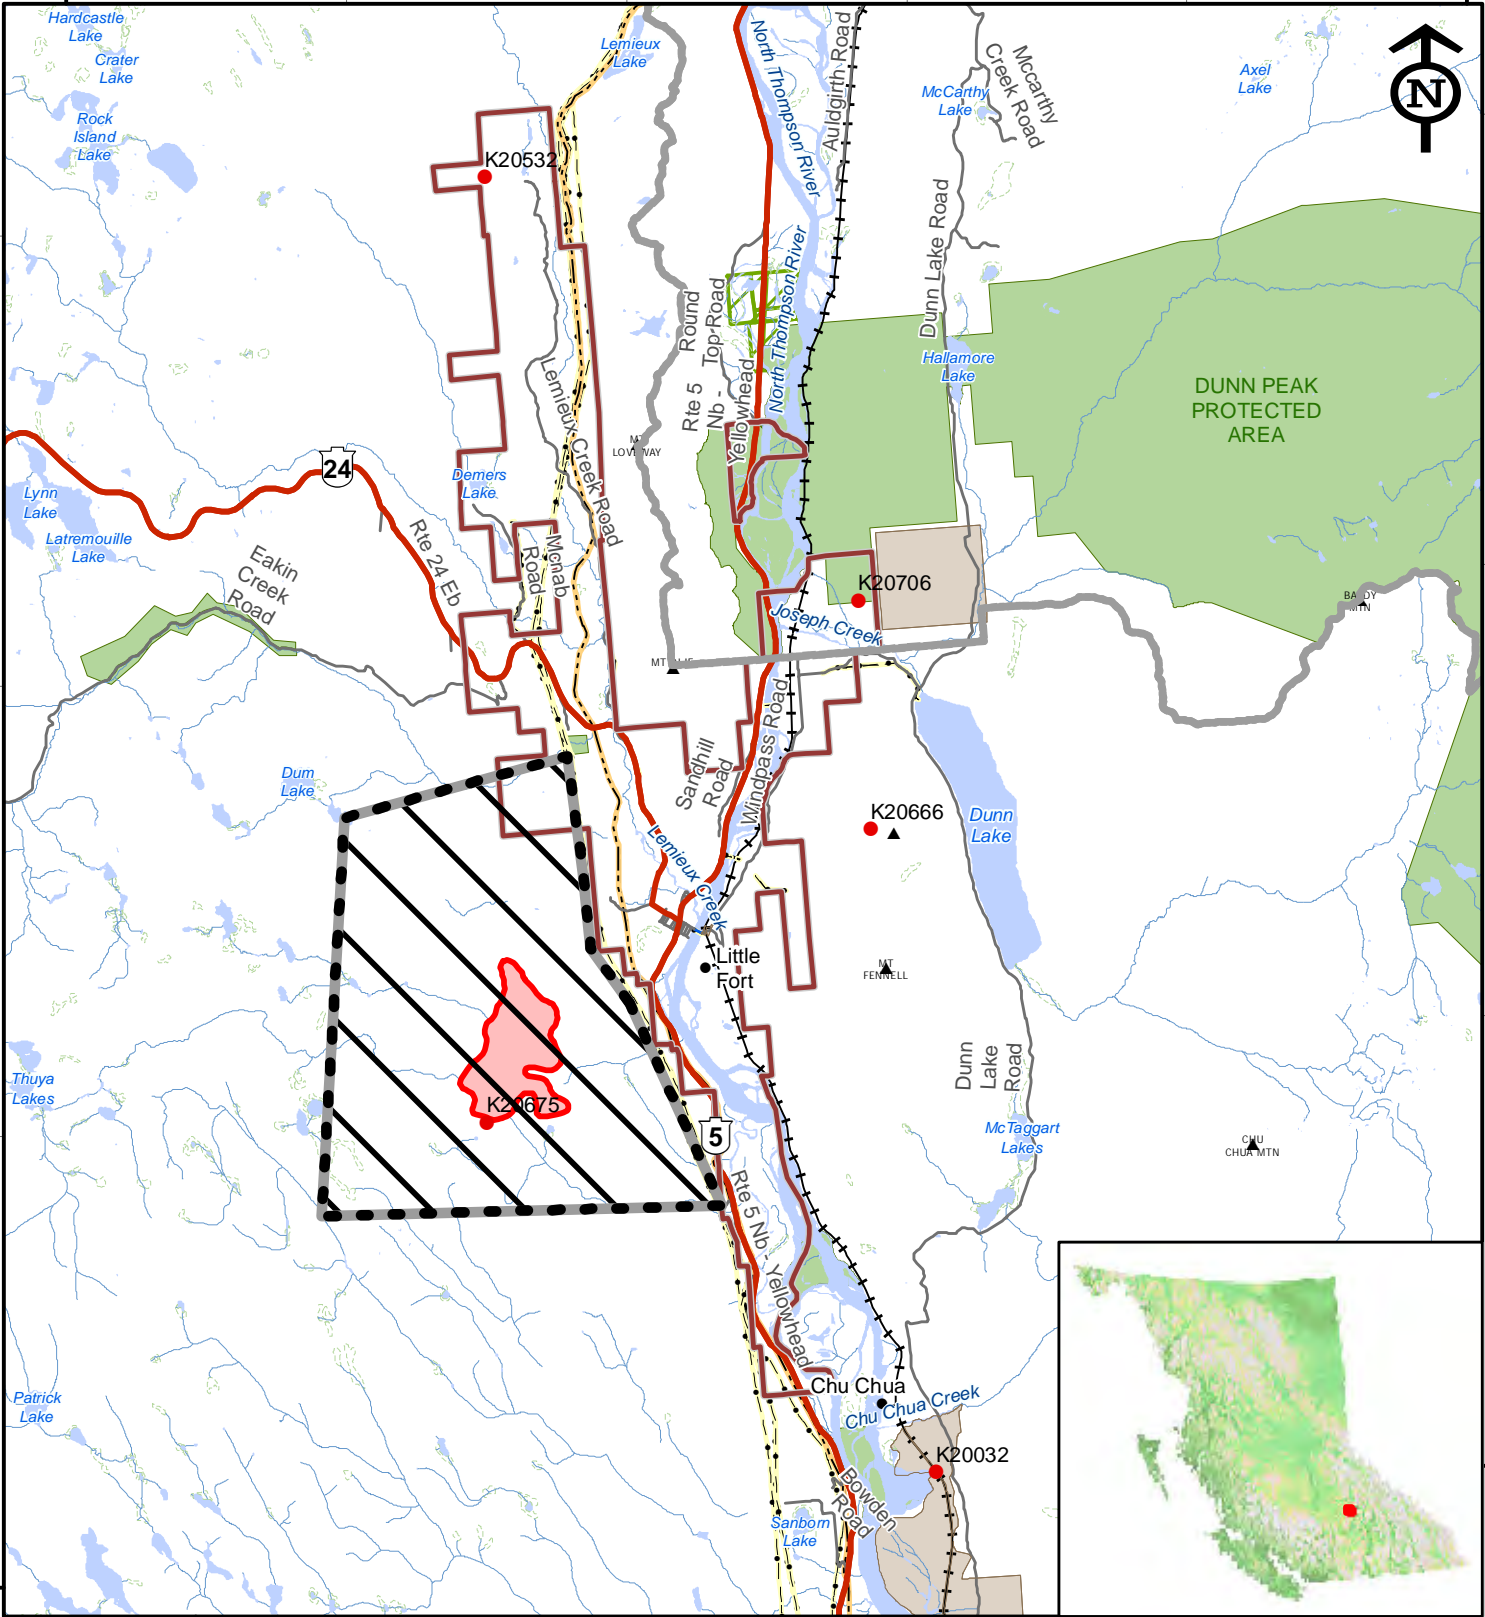 Hardcastle
Lake
Crater
Lake
Rock
Island
Lake
Lemieux
Lake
North Thompson River
Auldgirth Road
McCarthy
Lake
Mccarthy
Creek Road
Axel
Lake
N
K20532
Dunn Lake Road
Round
Top Road
North Thompson River
Hallamore
Lake
DUNN PEAK
PROTECTED
AREA
Lemieux Creek Road
Rte 5
Nb -
Yellowhead
24
Demers
Lake
Lynn
Lake
Latremouille
Lake
Eakin
Creek
Road
Rte 24 Eb
Mcnab
Road
K20706
Joseph Creek
Windpass Road
Sandhill
Road
Dum
Lake
K20666
Dunn
Lake
Lemieux Creek
Little
Fort
MT
FENNELL
Dunn
Lake
Road
Thuya
Lakes
K20675
5
McTaggart
Lakes
CHU
CHUA MTN
Rte 5 Nb - Yellowhead
Chu Chua
Chu Chua Creek
Patrick
Lake
K20032
Bowden
Road
Sanborn
Lake